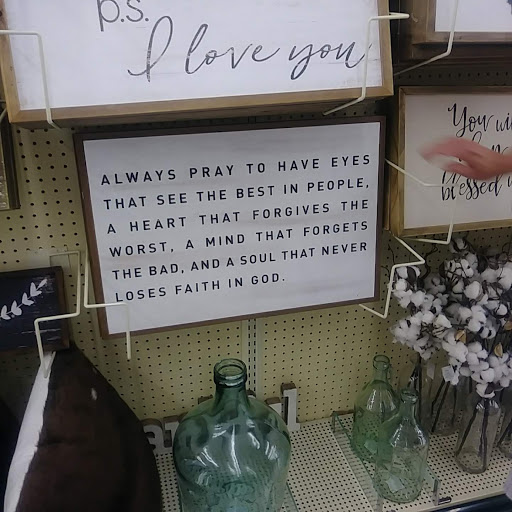 p.s.
I love you
ALWAYS PRAY TO HAVE EYES
THAT SEE THE BEST IN PEOPLE,
A HEART THAT FORGIVES THE
WORST, A MIND THAT FORGETS
THE BAD, AND A SOUL THAT NEVER
LOSES FAITH IN GOD.
You
blessed